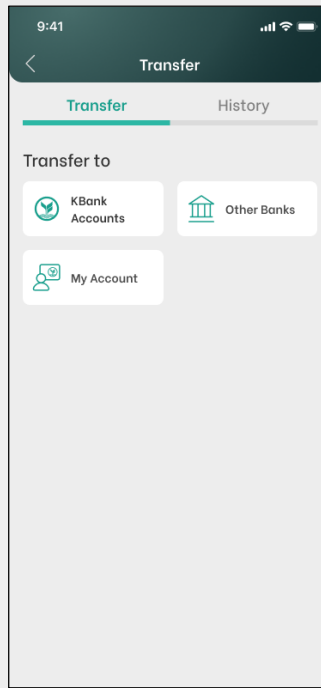 9:41
Transfer
Transfer
History
Transfer to
KBank
Accounts
Other Banks
My Account